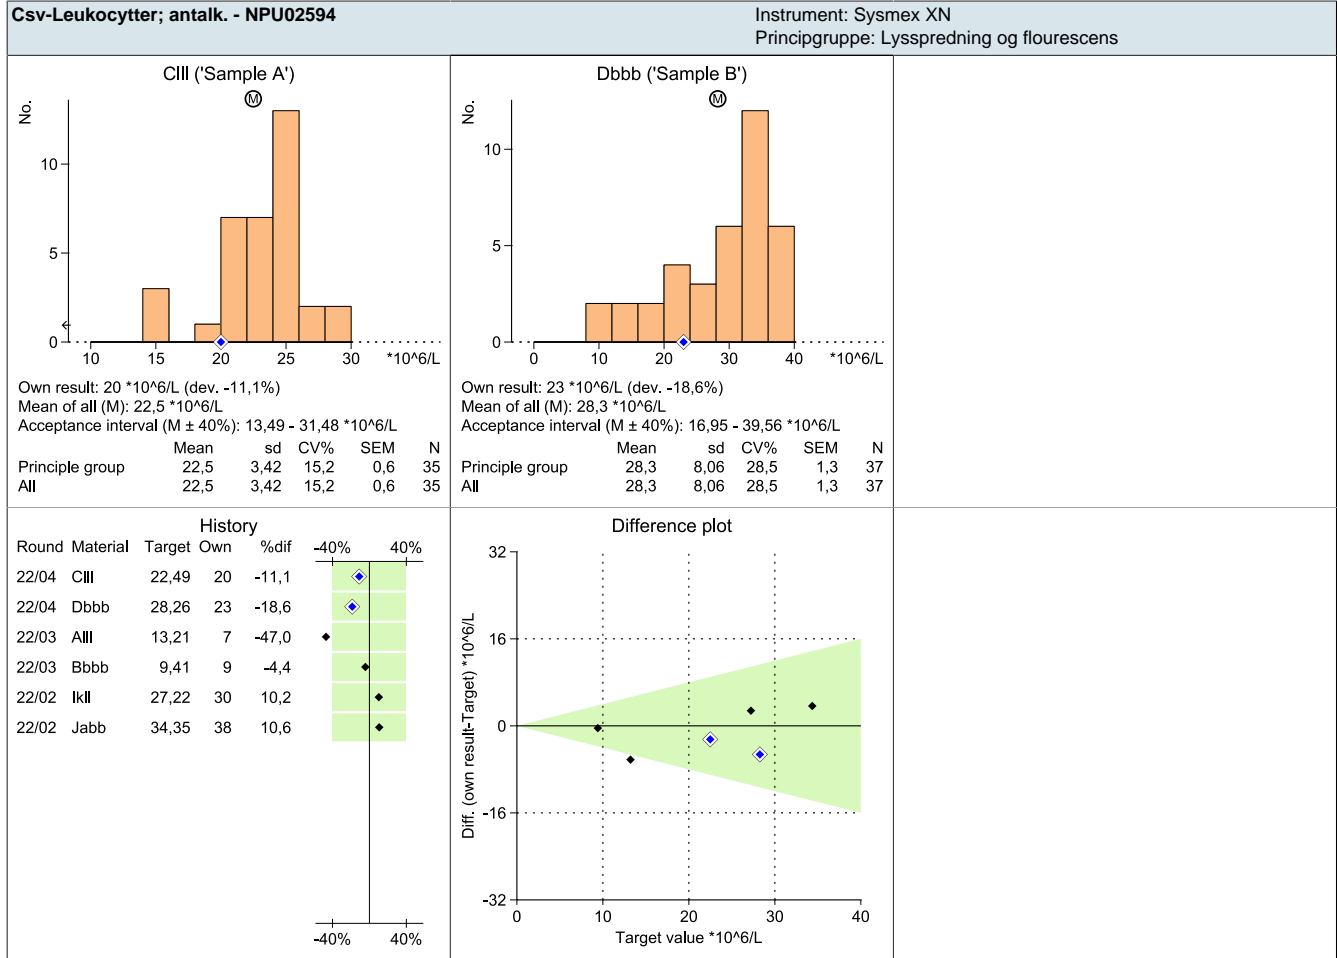 Csv-Leukocytter; antalk. - NPU02594
Instrument: Sysmex XN
Principgruppe: Lysspredning og flourescens
CIII ('Sample A')
M
No.
10
5
0
10 15 20 25 30 *10^6/L
Own result: 20 *10^6/L (dev. -11,1%)
Mean of all (M): 22,5 *10^6/L
Acceptance interval (M ± 40%): 13,49 - 31,48 *10^6/L
Mean sd CV% SEM N
Principle group 22,5 3,42 15,2 0,6 35
All 22,5 3,42 15,2 0,6 35
Dbbb ('Sample B')
M
No.
10
5
0
0 10 20 30 40 *10^6/L
Own result: 23 *10^6/L (dev. -18,6%)
Mean of all (M): 28,3 *10^6/L
Acceptance interval (M ± 40%): 16,95 - 39,56 *10^6/L
Mean sd CV% SEM N
Principle group 28,3 8,06 28,5 1,3 37
All 28,3 8,06 28,5 1,3 37
History
Round Material Target Own %dif -40% 40%
22/04 CIII 22,49 20 -11,1
22/04 Dbbb 28,26 23 -18,6
22/03 AIII 13,21 7 -47,0
22/03 Bbbb 9,41 9 -4,4
22/02 IkII 27,22 30 10,2
22/02 Jabb 34,35 38 10,6
-40% 40%
Difference plot
Diff. (own result-Target) *10^6/L
32
16
0
-16
-32
0 10 20 30 40
Target value *10^6/L